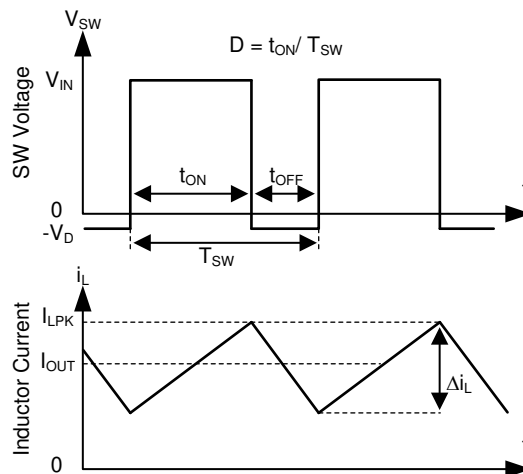 V_SW
D = t_ON/ T_SW
V_IN
SW Voltage
t_ON
t_OFF
0
-V_D
T_SW
i_L
I_LPK
I_OUT
Inductor Current
Δi_L
0